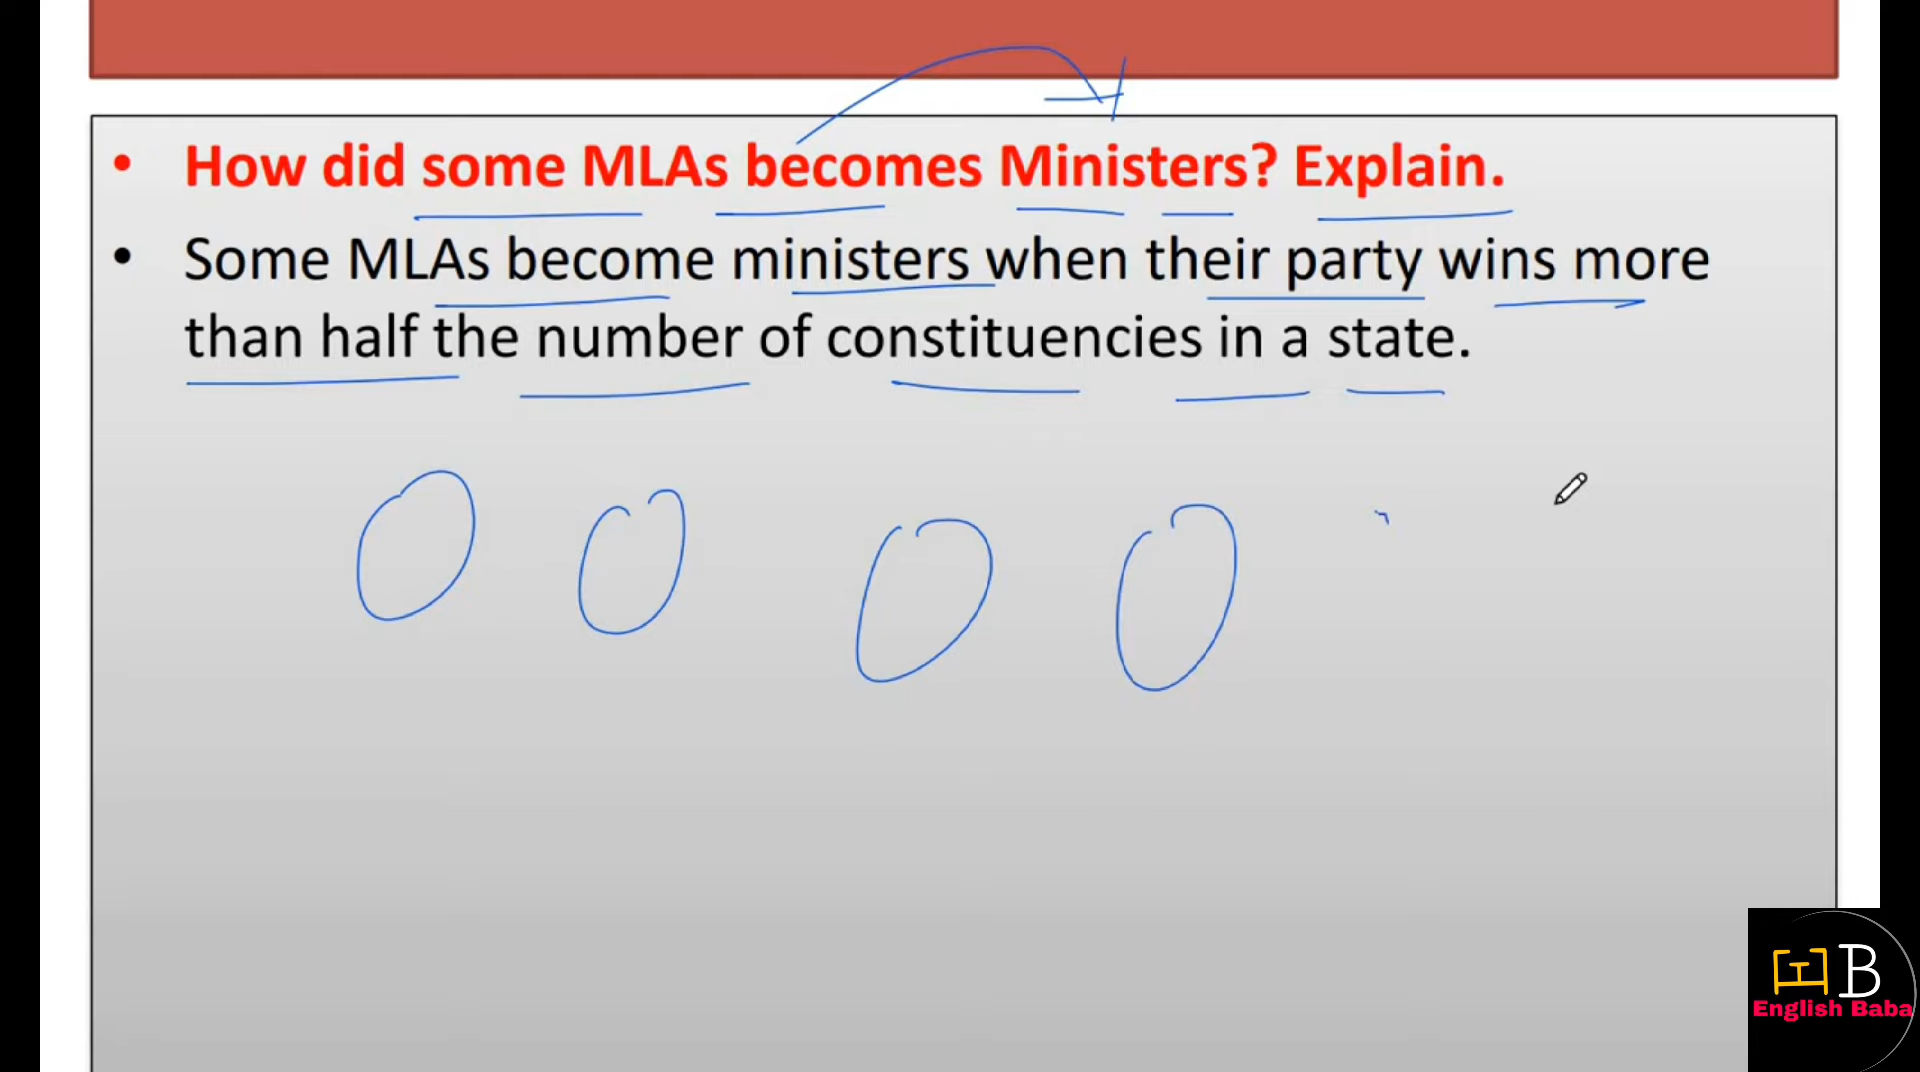 • How did some MLAs becomes Ministers? Explain.
• Some MLAs become ministers when their party wins more
than half the number of constituencies in a state.
B
English Baba